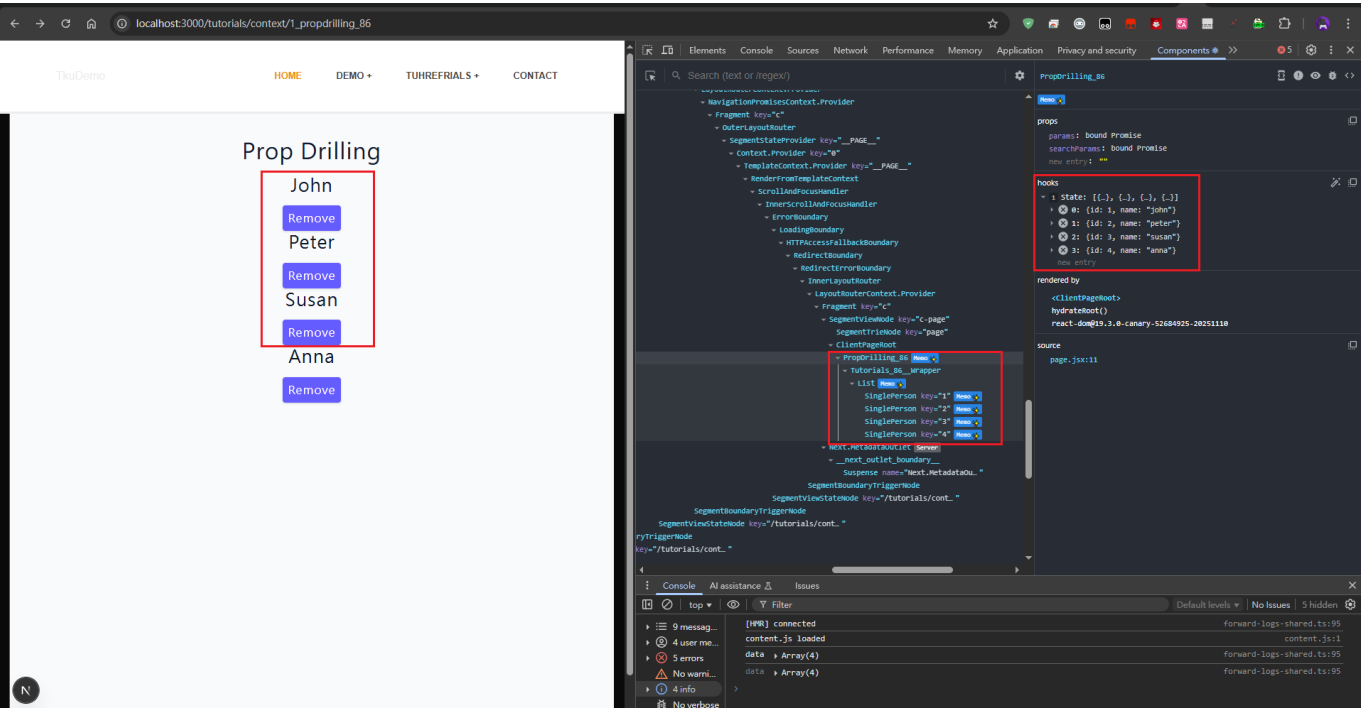 localhost:3000/tutorials/context/1_propdrilling_86
TkuDemo
HOME
DEMO +
TUHREFRIALS +
CONTACT
Prop Drilling
John
Remove
Peter
Remove
Susan
Remove
Anna
Remove
N
Elements Console Sources Network Performance Memory Application Privacy and security Components 5
Search (text or /regex/)
NavigationPromisesContext.Provider
Fragment key="c"
OuterLayoutRouter
SegmentStateProvider key="__PAGE__"
Context.Provider key="0"
TemplateContext.Provider key="__PAGE__"
RenderFromTemplateContext
ScrollAndFocusHandler
InnerScrollAndFocusHandler
ErrorBoundary
LoadingBoundary
HTTPAccessFallbackBoundary
RedirectBoundary
RedirectErrorBoundary
InnerLayoutRouter
LayoutRouterContext.Provider
Fragment key="c"
SegmentViewNode key="c-page"
SegmentTrieNode key="page"
ClientPageRoot
PropDrilling_86 Memo
Tutorials_86__Wrapper
List Memo
SinglePerson key="1" Memo
SinglePerson key="2" Memo
SinglePerson key="3" Memo
SinglePerson key="4" Memo
Next.MetadataOutlet Server
__next_outlet_boundary__
Suspense name="Next.MetadataOu… "
SegmentBoundaryTriggerNode
SegmentViewStateNode key="/tutorials/cont… "
SegmentBoundaryTriggerNode
SegmentViewStateNode key="/tutorials/cont… "
ryTriggerNode
key="/tutorials/cont… "
PropDrilling_86
Memo
props
params: bound Promise
searchParams: bound Promise
new entry: ""
hooks
1 State: [{…}, {…}, {…}, {…}]
0: {id: 1, name: "john"}
1: {id: 2, name: "peter"}
2: {id: 3, name: "susan"}
3: {id: 4, name: "anna"}
new entry
rendered by
<ClientPageRoot>
hydrateRoot()
react-dom@19.3.0-canary-52684925-20251110
source
page.jsx:11
Console AI assistance Issues
top Filter Default levels No Issues 5 hidden
9 messag...
4 user me...
5 errors
No warni...
4 info
No verbose
[HMR] connected forward-logs-shared.ts:95
content.js loaded content.js:1
data Array(4) forward-logs-shared.ts:95
data Array(4) forward-logs-shared.ts:95